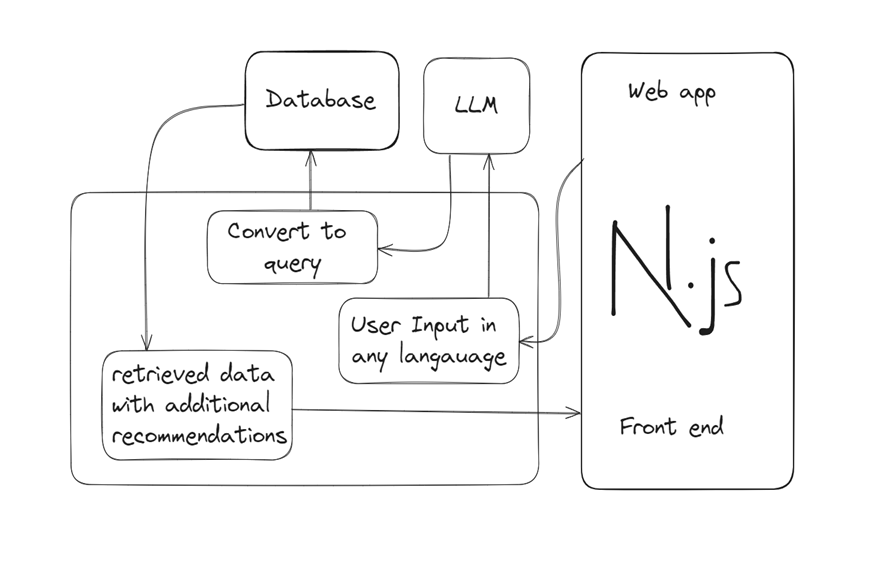 Database
LLM
Web app
Convert to
query
N.js
User Input in
any langauage
retrieved data
with additional
recommendations
Front end